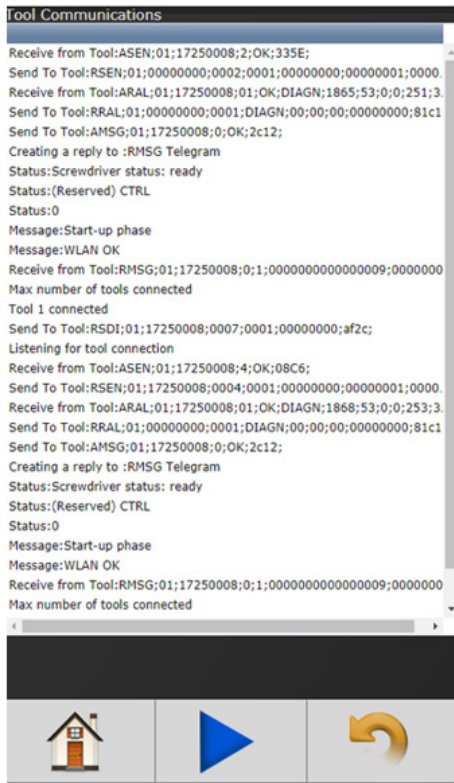 Tool Communications
Receive from Tool:ASEN;01;17250008;2;OK;335E;
Send To Tool:RSEN;01;00000000;0002;0001;00000000;00000001;0000.
Receive from Tool:ARAL;01;17250008;01;OK;DIAGN;1865;53;0;0;251;3.
Send To Tool:RRAL;01;00000000;0001;DIAGN;00;00;00;00000000;81c1
Send To Tool:AMSG;01;17250008;0;OK;2c12;
Creating a reply to :RMSG Telegram
Status:Screwdriver status: ready
Status:(Reserved) CTRL
Status:0
Message:Start-up phase
Message:WLAN OK
Receive from Tool:RMSG;01;17250008;0;1;0000000000000009;0000000
Max number of tools connected
Tool 1 connected
Send To Tool:RSDI;01;17250008;0007;0001;00000000;af2c;
Listening for tool connection
Receive from Tool:ASEN;01;17250008;4;OK;08C6;
Send To Tool:RSEN;01;17250008;0004;0001;00000000;00000001;0000.
Receive from Tool:ARAL;01;17250008;01;OK;DIAGN;1868;53;0;0;253;3.
Send To Tool:RRAL;01;00000000;0001;DIAGN;00;00;00;00000000;81c1
Send To Tool:AMSG;01;17250008;0;OK;2c12;
Creating a reply to :RMSG Telegram
Status:Screwdriver status: ready
Status:(Reserved) CTRL
Status:0
Message:Start-up phase
Message:WLAN OK
Receive from Tool:RMSG;01;17250008;0;1;0000000000000009;0000000
Max number of tools connected